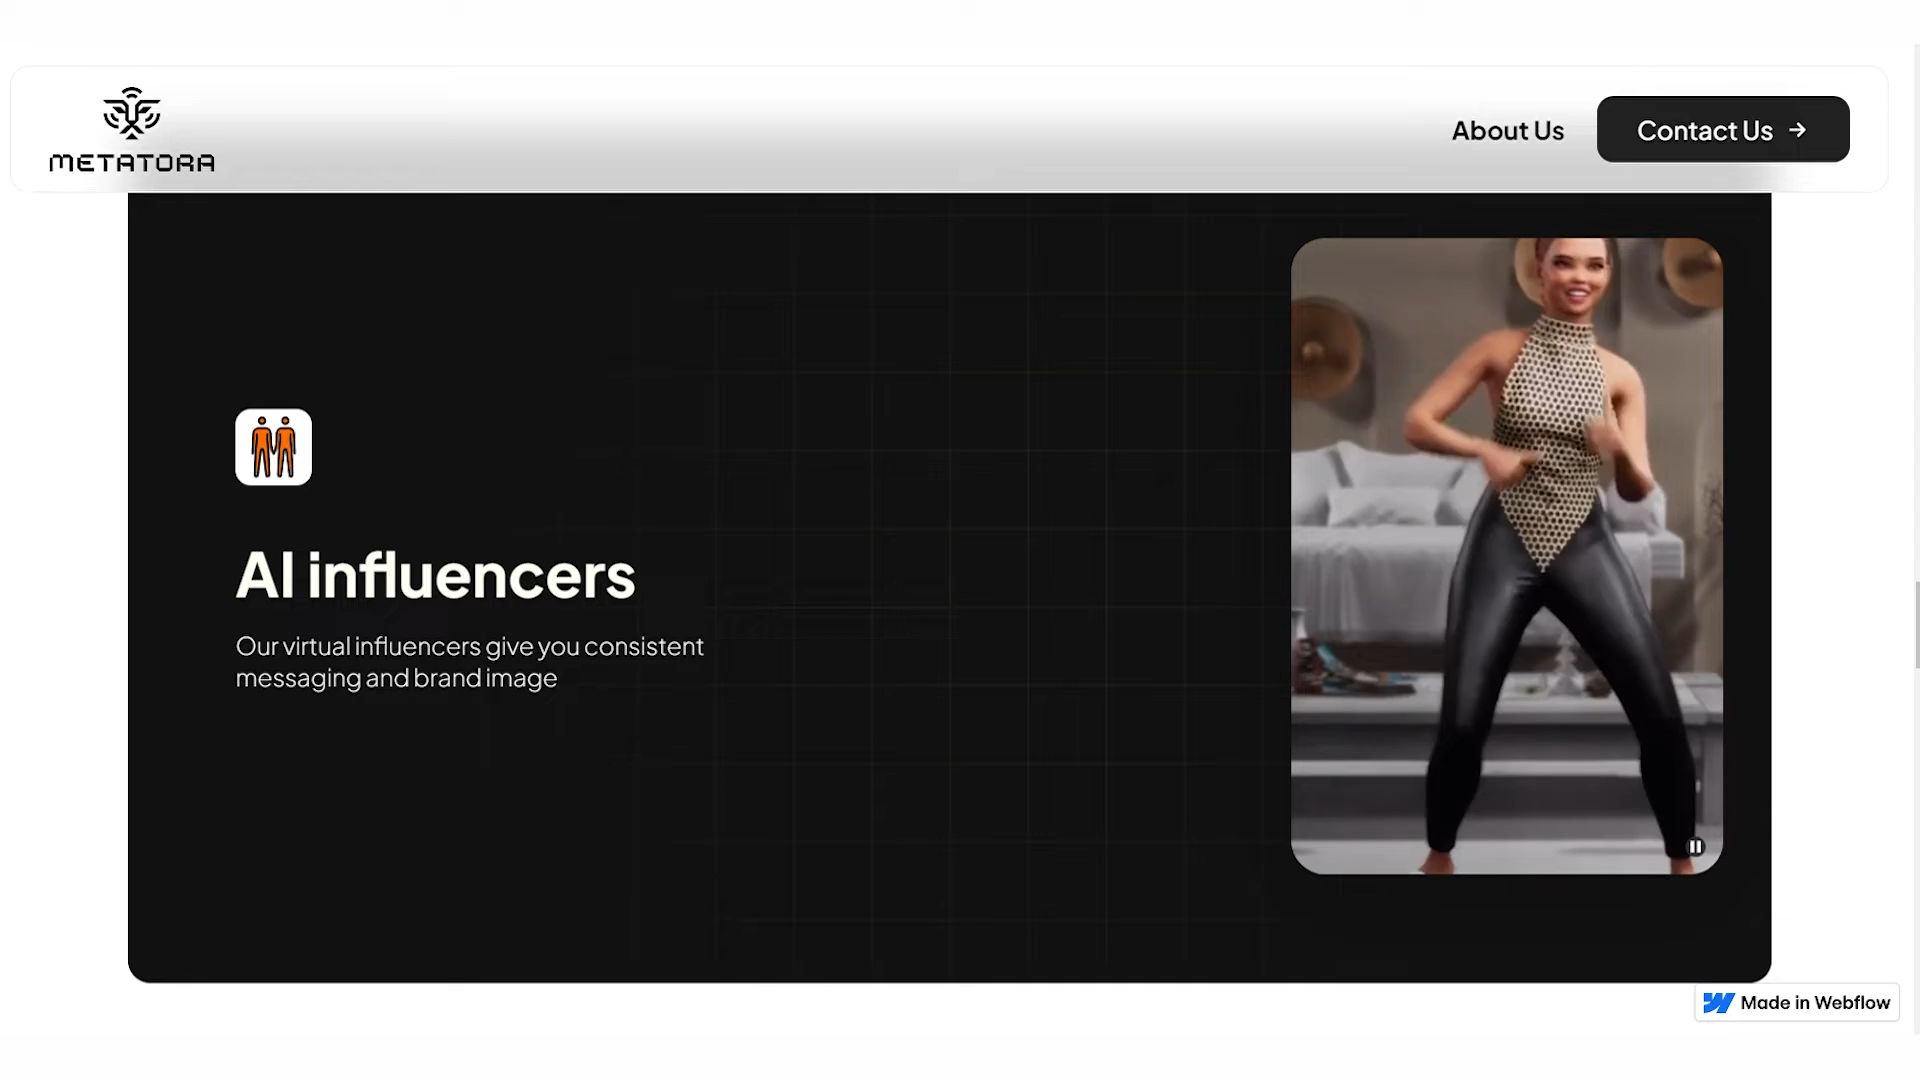 METATORA
About Us
Contact Us →
AI influencers
Our virtual influencers give you consistent
messaging and brand image
Made in Webflow